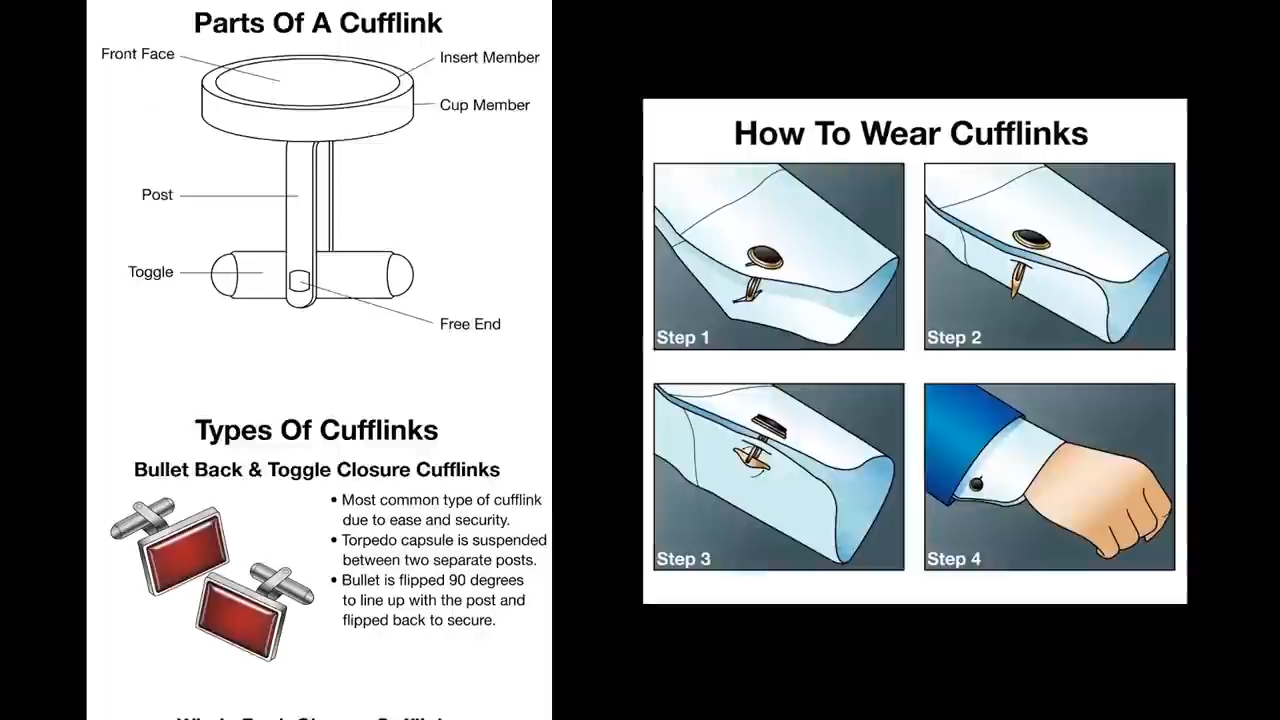 Parts Of A Cufflink
Front Face
Insert Member
Cup Member
Post
Toggle
Free End
Types Of Cufflinks
Bullet Back & Toggle Closure Cufflinks
• Most common type of cufflink
due to ease and security.
• Torpedo capsule is suspended
between two separate posts.
• Bullet is flipped 90 degrees
to line up with the post and
flipped back to secure.
How To Wear Cufflinks
Step 1
Step 2
Step 3
Step 4